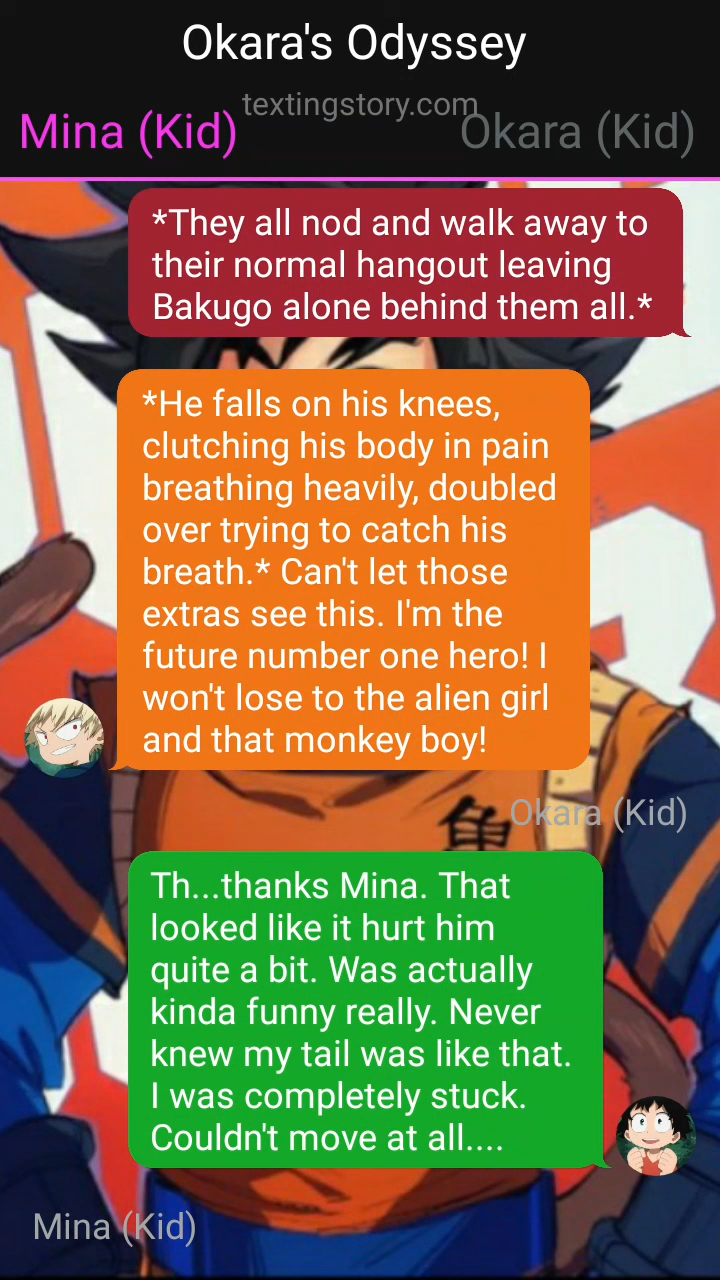 Okara's Odyssey
textingstory.com
Mina (Kid)
Okara (Kid)
*They all nod and walk away to
their normal hangout leaving
Bakugo alone behind them all.*
*He falls on his knees,
clutching his body in pain
breathing heavily, doubled
over trying to catch his
breath.* Can't let those
extras see this. I'm the
future number one hero! I
won't lose to the alien girl
and that monkey boy!
亀
Okara (Kid)
Th...thanks Mina. That
looked like it hurt him
quite a bit. Was actually
kinda funny really. Never
knew my tail was like that.
I was completely stuck.
Couldn't move at all....
Mina (Kid)